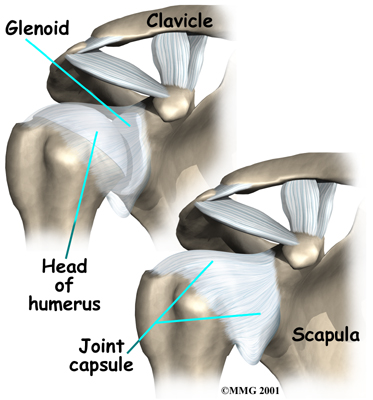 Clavicle
Glenoid
Head
of
humerus
Joint
capsule
Scapula
©MMG 2001